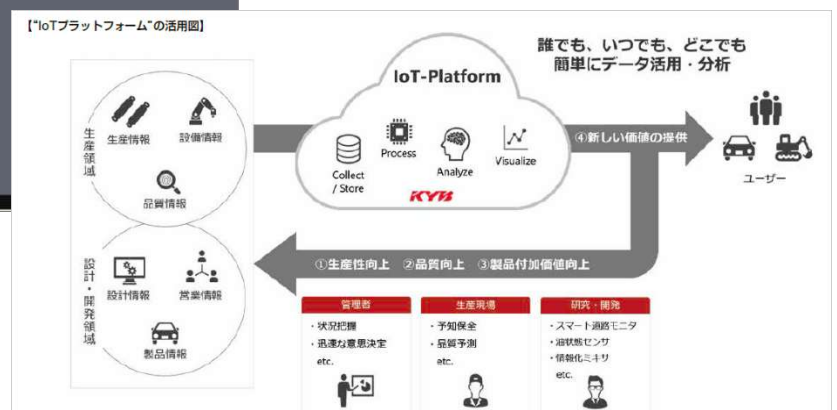 【“IoTプラットフォーム”の活用図】
誰でも、いつでも、どこでも
簡単にデータ活用・分析
IoT-Platform
生産領域
生産情報
設備情報
品質情報
Collect
/ Store
Process
Analyze
Visualize
KYB
④新しい価値の提供
ユーザー
①生産性向上 ②品質向上 ③製品付加価値向上
設計・開発領域
設計情報
営業情報
製品情報
管理者
・状況把握
・迅速な意思決定
etc.
生産現場
・予知保全
・品質予測
etc.
研究・開発
・スマート道路モニタ
・油状態センサ
・情報化ミキサ
etc.